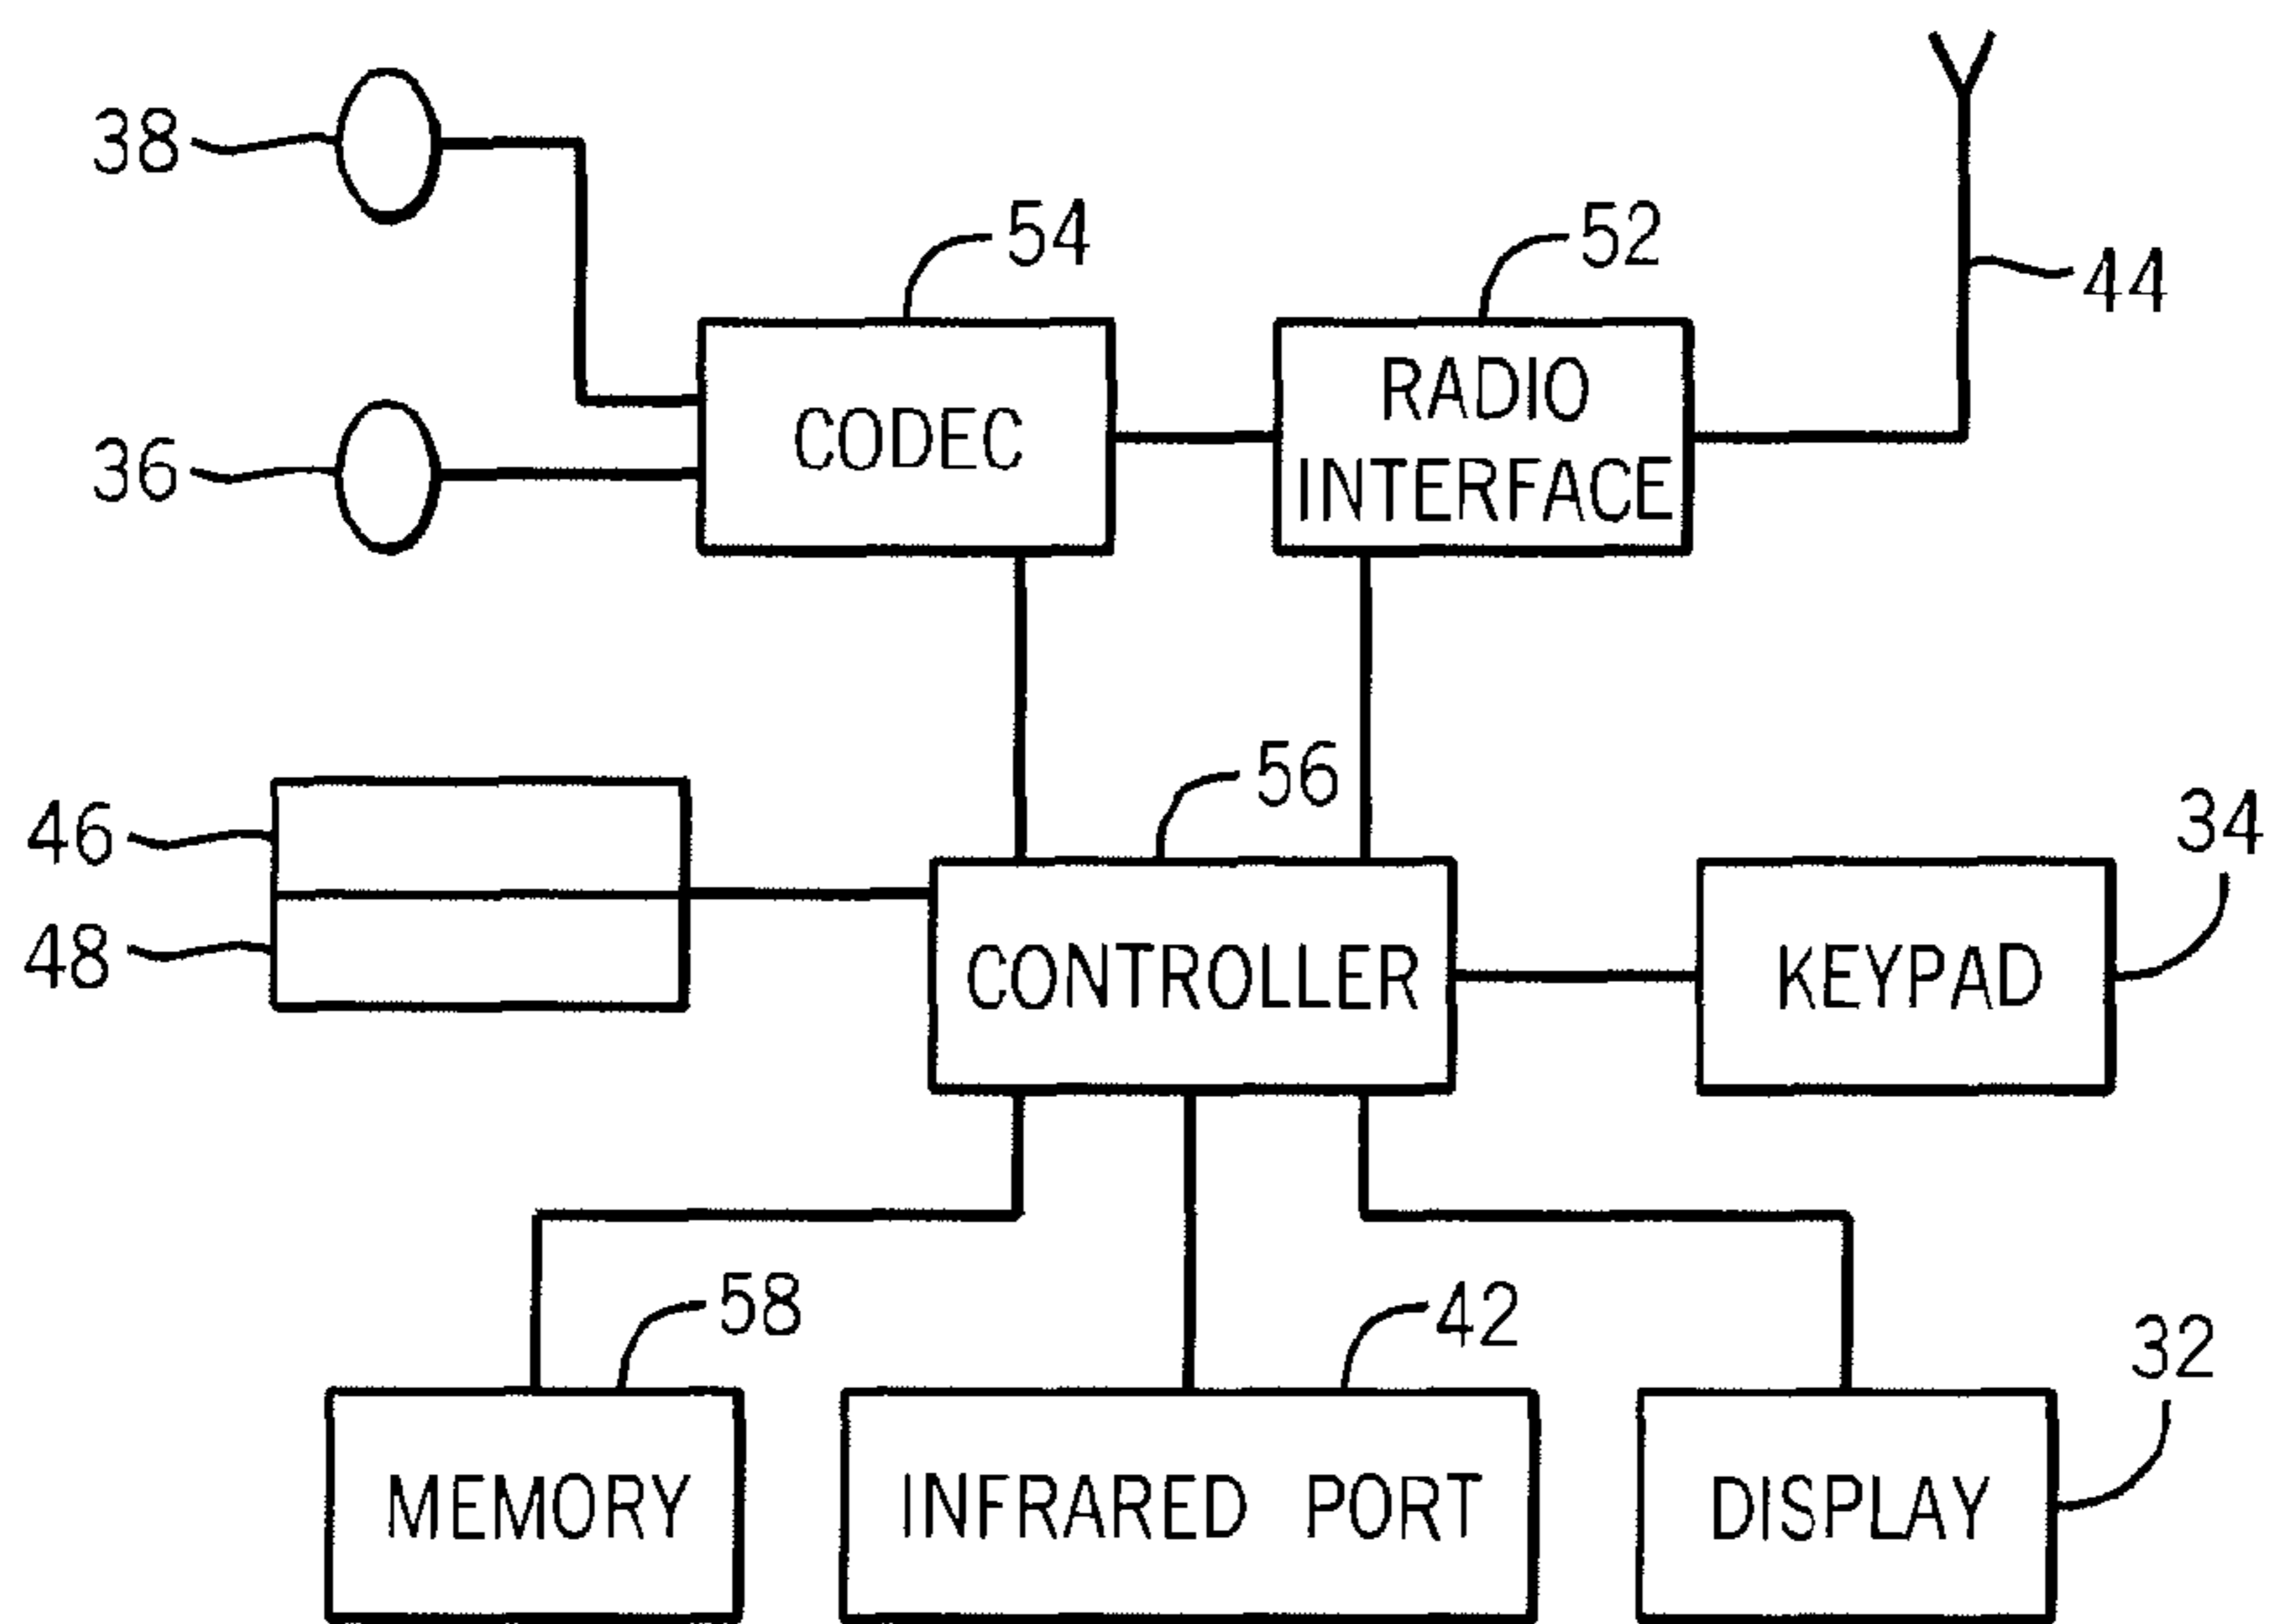 38
54
52
44
36
CODEC
RADIO
INTERFACE
56
46
34
48
CONTROLLER
KEYPAD
58
42
32
MEMORY
INFRARED PORT
DISPLAY